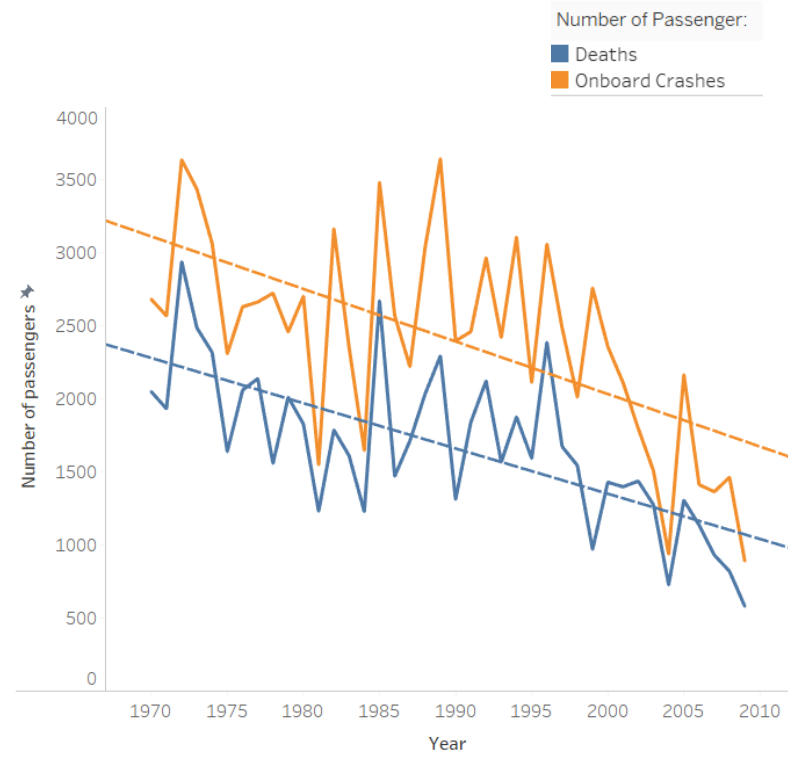 Number of Passenger:
Deaths
Onboard Crashes
4000
3500
3000
2500
2000
1500
1000
500
0
Number of passengers
1970 1975 1980 1985 1990 1995 2000 2005 2010
Year